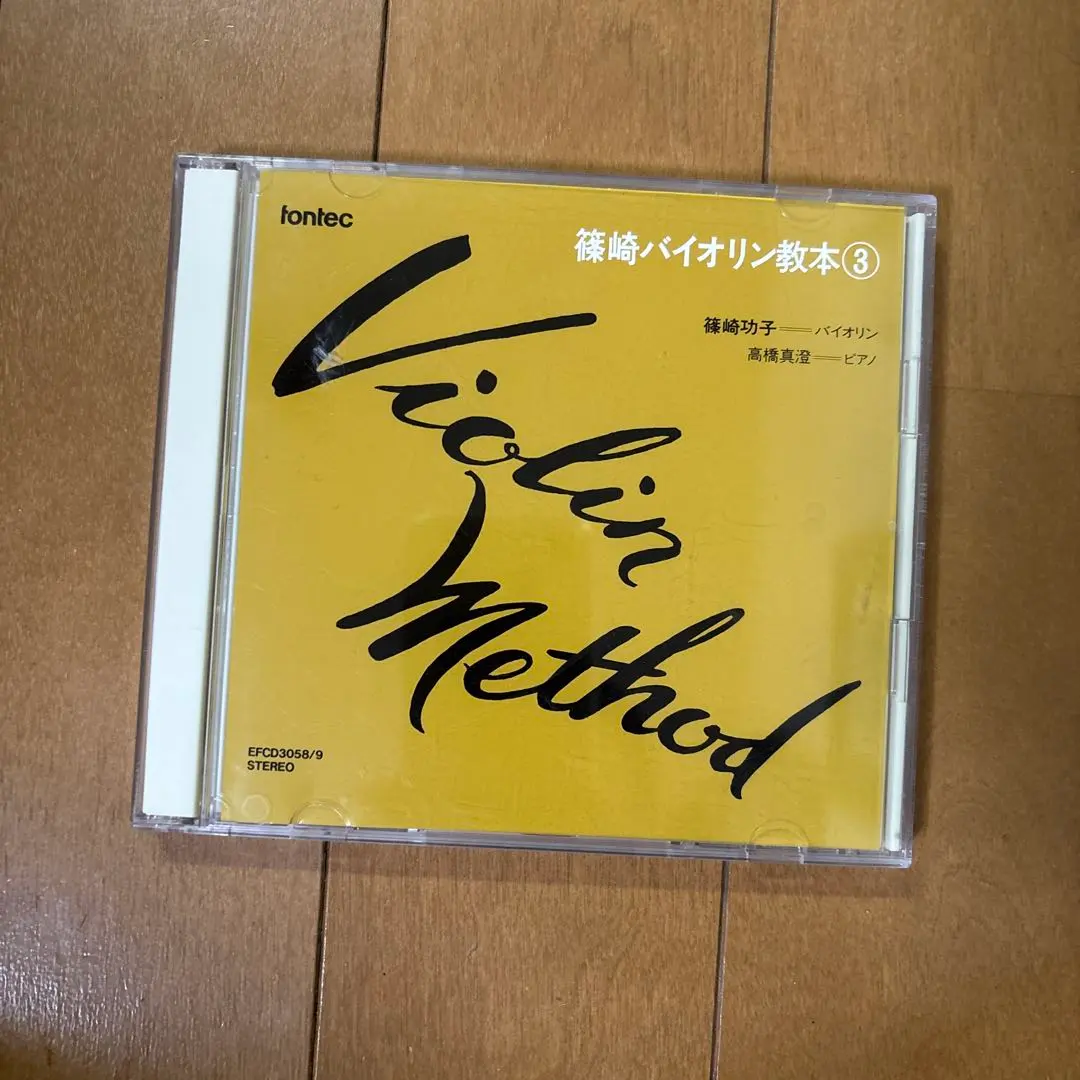 fontec
篠崎バイオリン教本③
篠崎功子──バイオリン
高橋真澄──ピアノ
Violin
Method
EFCD3058/9
STEREO